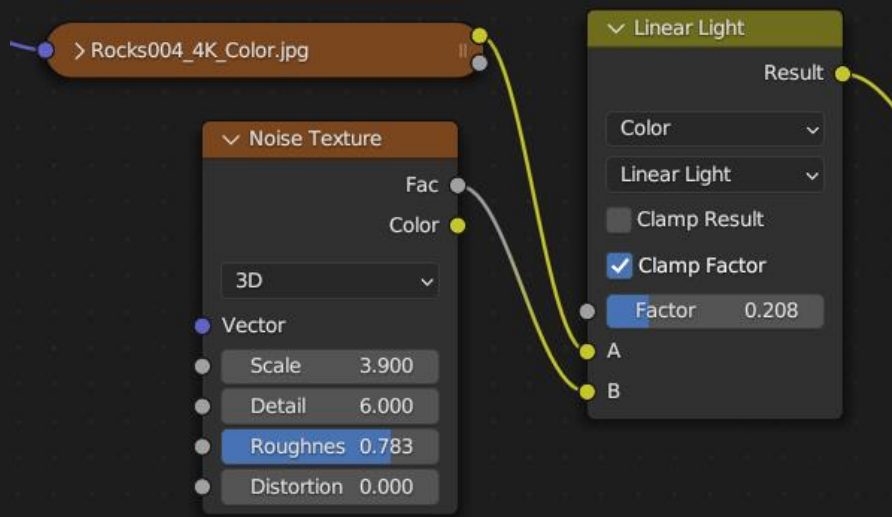 Rocks004_4K_Color.jpg
Noise Texture
Fac
Color
3D
Vector
Scale 3.900
Detail 6.000
Roughnes 0.783
Distortion 0.000
Linear Light
Result
Color
Linear Light
Clamp Result
Clamp Factor
Factor 0.208
A
B